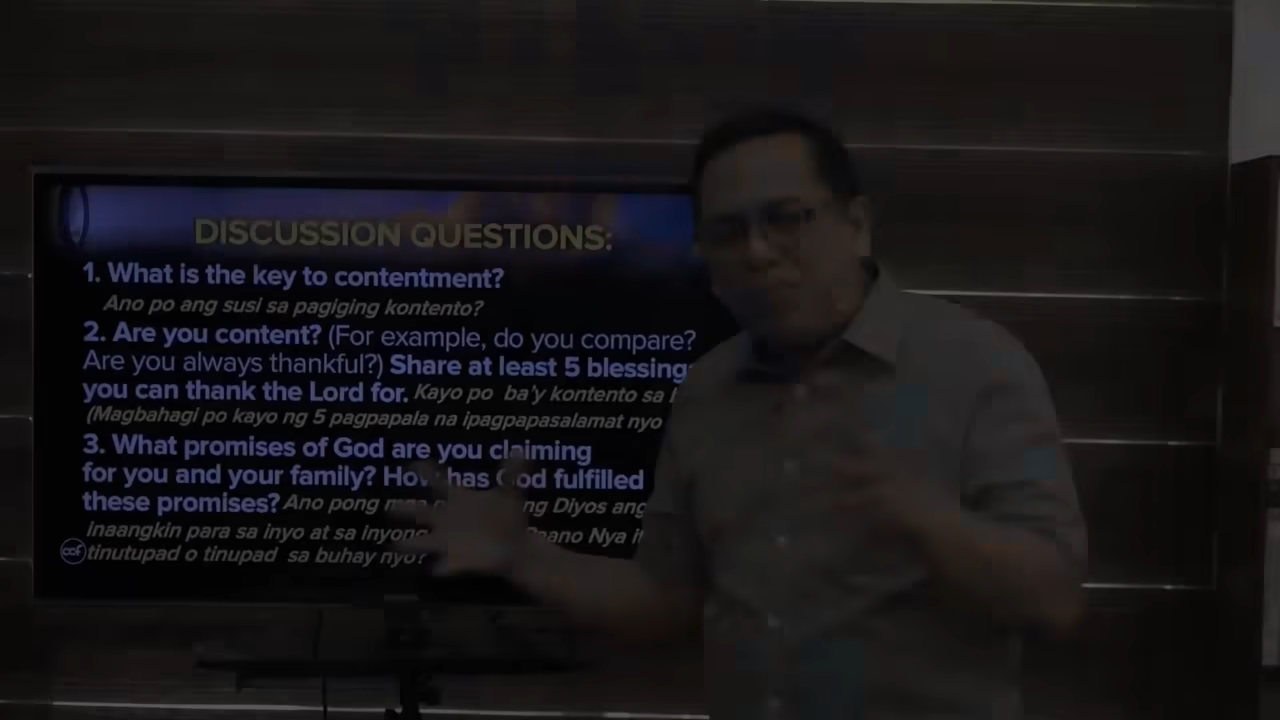 DISCUSSION QUESTIONS:
1. What is the key to contentment?
Ano po ang susi sa pagiging kontento?
2. Are you content? (For example, do you compare?
Are you always thankful?) Share at least 5 blessing
you can thank the Lord for. Kayo po ba'y kontento sa
(Magbahagi po kayo ng 5 pagpapala na ipagpapasalamat nyo
3. What promises of God are you claiming
for you and your family? How has God fulfilled
these promises? Ano pong ng Diyos ang
inaangkin para sa inyo at sa inyong Paano Nya
tinutupad o tinupad sa buhay nyo?